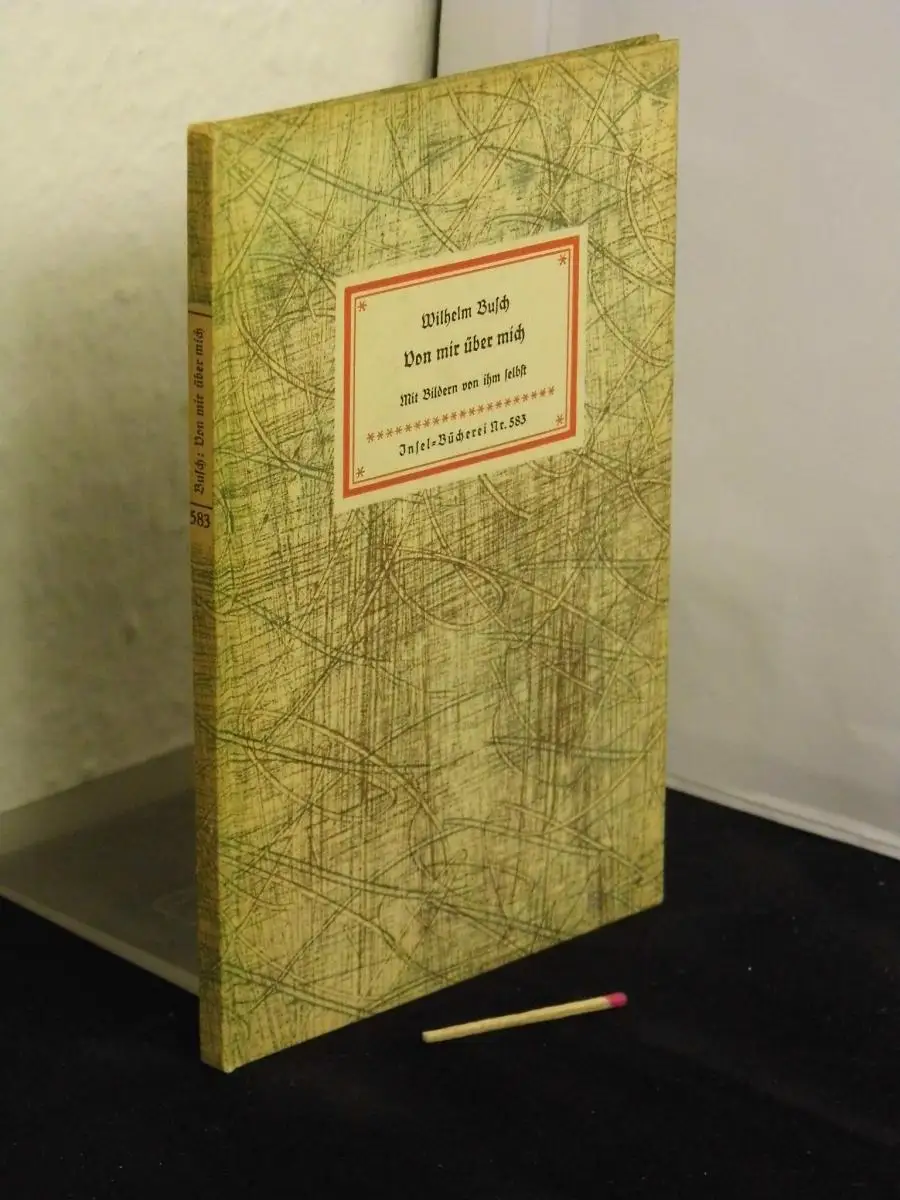 Wilhelm Buſch
Von mir über mich
Mit Bildern von ihm ſelbſt
Inſel-Bücherei Nr. 583
Buſch: Von mir über mich
583